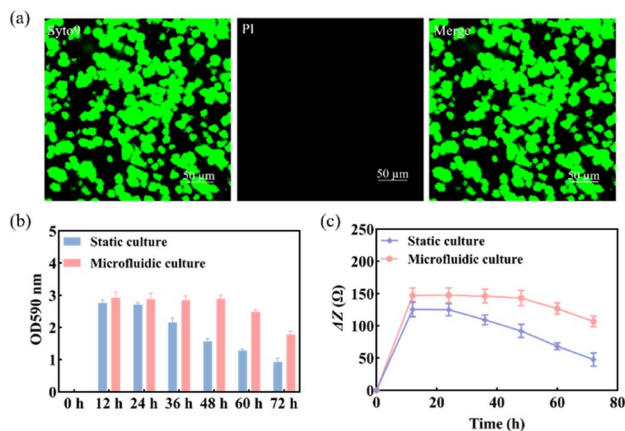 (a)
Syto9
PI
Merge
50 μm
50 μm
50 μm
(b)
5
4
3
2
1
0
OD590 nm
Static culture
Microfluidic culture
0 h 12 h 24 h 36 h 48 h 60 h 72 h
(c)
250
200
150
100
50
0
ΔZ (Ω)
Static culture
Microfluidic culture
0 20 40 60 80
Time (h)